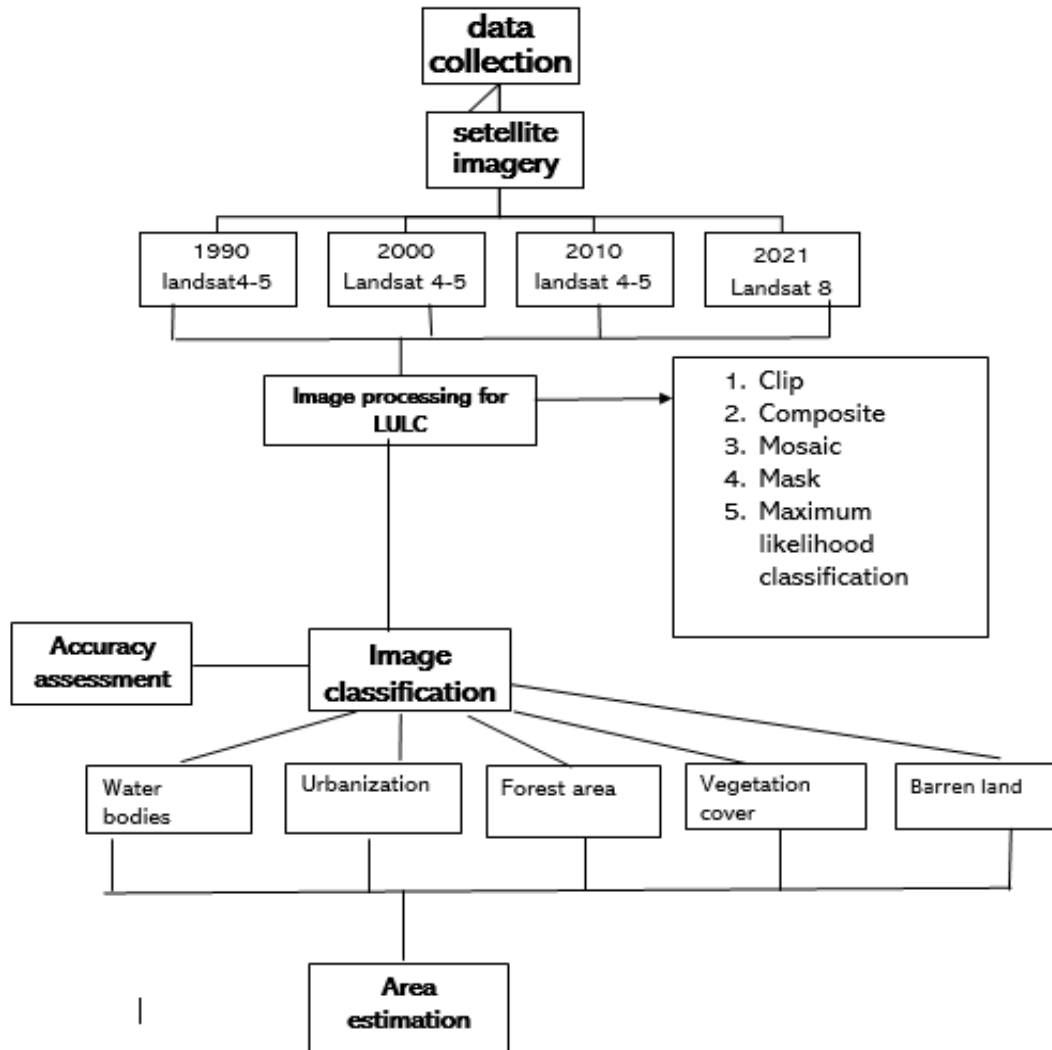 data
collection
setellite
imagery
1990
landsat4-5
2000
Landsat 4-5
2010
landsat 4-5
2021
Landsat 8
Image processing for
LULC
1. Clip
2. Composite
3. Mosaic
4. Mask
5. Maximum
likelihood
classification
Accuracy
assessment
Image
classification
Water
bodies
Urbanization
Forest area
Vegetation
cover
Barren land
Area
estimation